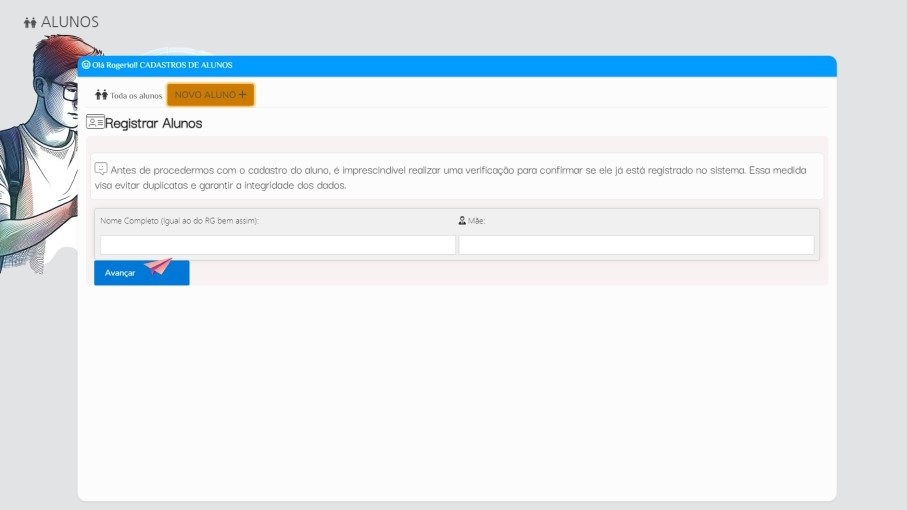 ALUNOS
Olá Rogerio!! CADASTROS DE ALUNOS
Toda os alunos NOVO ALUNO +
Registrar Alunos
Antes de procedermos com o cadastro do aluno, é imprescindível realizar uma verificação para confirmar se ele já está registrado no sistema. Essa medida
visa evitar duplicatas e garantir a integridade dos dados.
Nome Completo (Igual ao do RG bem assim): Mãe:
Avançar